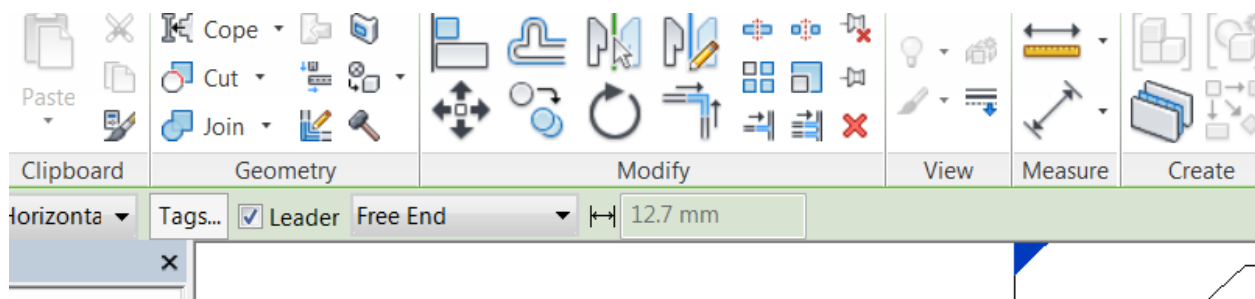 Cope
Cut
Paste
Join
Clipboard Geometry Modify View Measure Create
Horizonta Tags... Leader Free End 12.7 mm